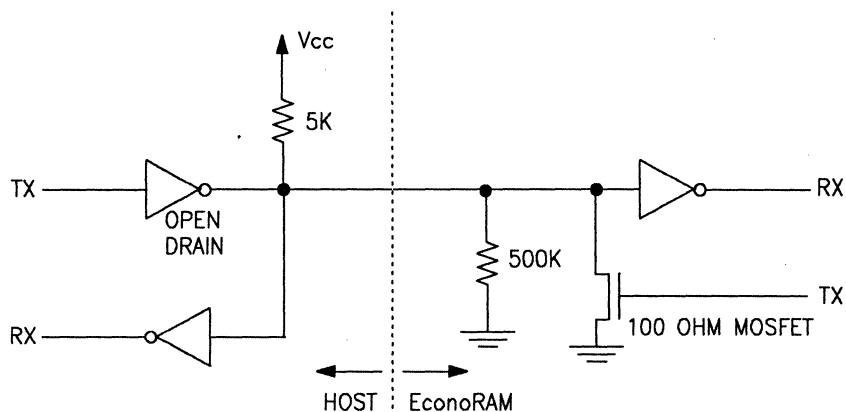 Vcc
5K
TX
OPEN
DRAIN
RX
500K
RX
TX
100 OHM MOSFET
HOST
EconoRAM